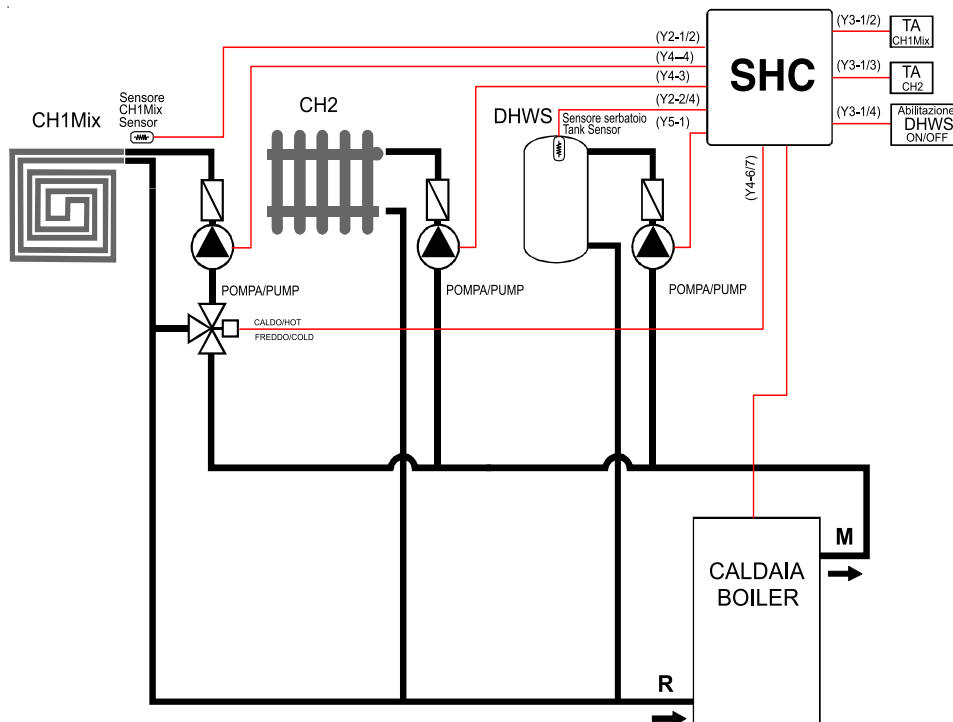 (Y2-1/2)
(Y4--4)
(Y4-3)
(Y2-2/4)
(Y5-1)
SHC
(Y3-1/2)
TA
CH1Mix
(Y3-1/3)
TA
CH2
(Y3-1/4)
Abilitazione
DHWS
ON/OFF
(Y4-6/7)
CH1Mix
Sensore
CH1Mix
Sensor
CH2
DHWS
Sensore serbatoio
Tank Sensor
POMPA/PUMP
POMPA/PUMP
POMPA/PUMP
CALDO/HOT
FREDDO/COLD
M
CALDAIA
BOILER
R